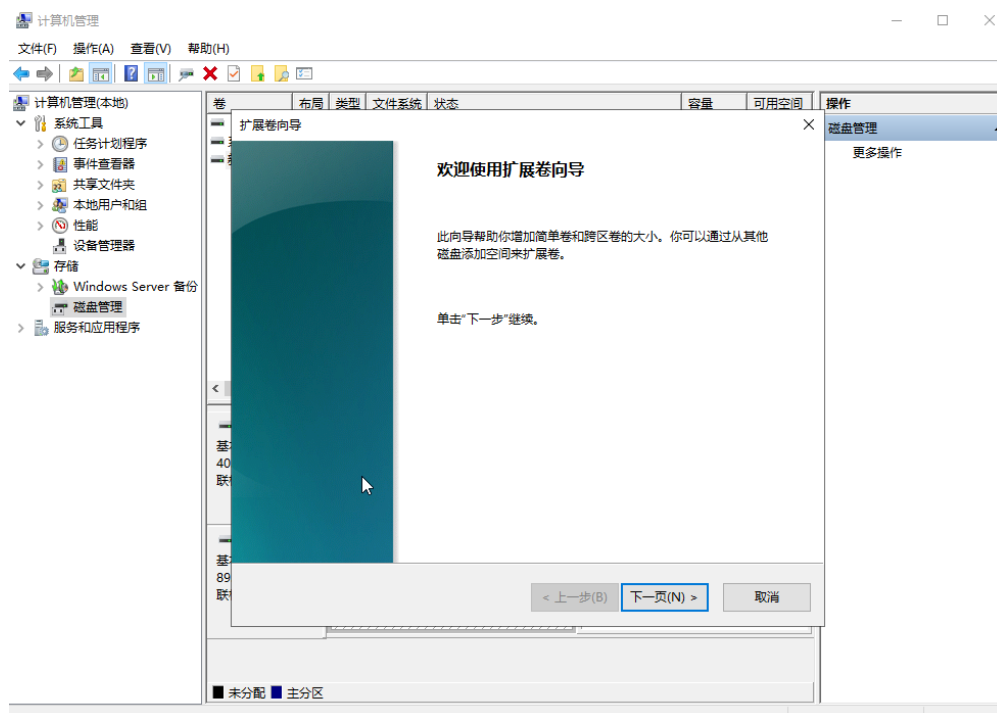 计算机管理
文件(F) 操作(A) 查看(V) 帮助(H)
计算机管理(本地)
系统工具
任务计划程序
事件查看器
共享文件夹
本地用户和组
性能
设备管理器
存储
Windows Server 备份
磁盘管理
服务和应用程序
卷 布局 类型 文件系统 状态 容量 可用空间
扩展卷向导
欢迎使用扩展卷向导
此向导帮助你增加简单卷和跨区卷的大小。你可以通过从其他
磁盘添加空间来扩展卷。
单击“下一步”继续。
< 上一步(B) 下一页(N) > 取消
基
40
联
基
89
联
未分配 主分区
操作
磁盘管理
更多操作